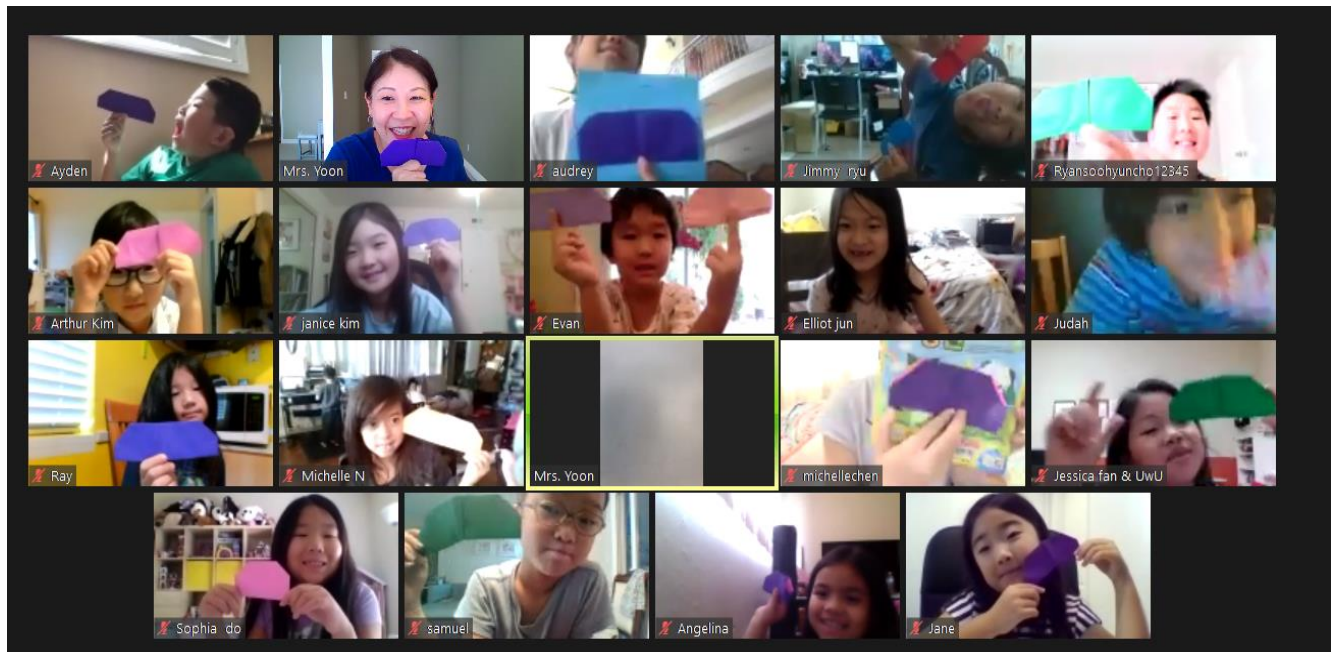 Ayden
Mrs. Yoon
audrey
Jimmy ryu
Ryansoohyuncho12345
Arthur Kim
janice kim
Evan
Elliot jun
Judah
Ray
Michelle N
Mrs. Yoon
michellechen
Jessica fan & UwU
Sophia do
samuel
Angelina
Jane